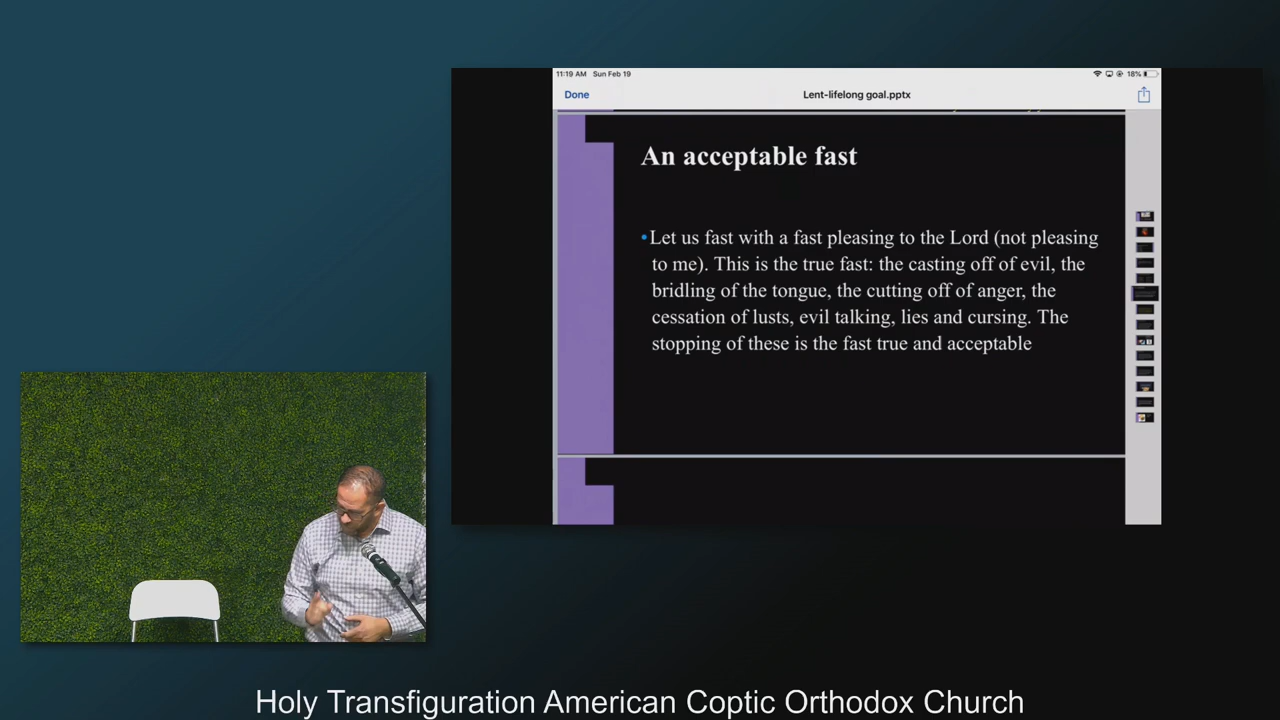 11:19 AM Sun Feb 19
18%
Done
Lent-lifelong goal.pptx
An acceptable fast
•Let us fast with a fast pleasing to the Lord (not pleasing
to me). This is the true fast: the casting off of evil, the
bridling of the tongue, the cutting off of anger, the
cessation of lusts, evil talking, lies and cursing. The
stopping of these is the fast true and acceptable
Holy Transfiguration American Coptic Orthodox Church